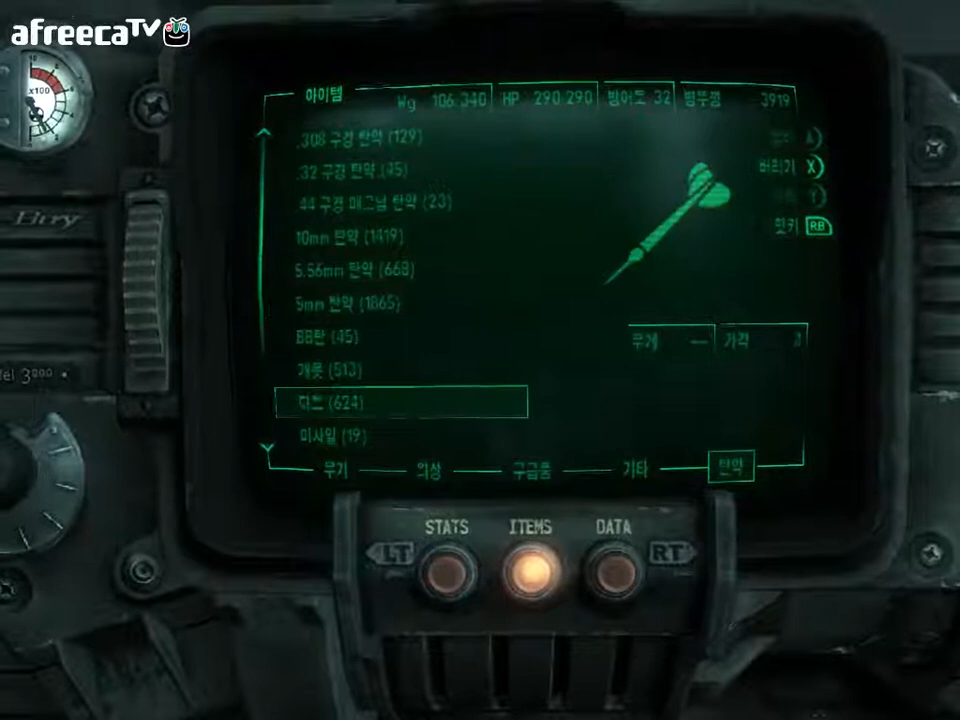 afreecaTV
x100
아이템 Wg 106.340 HP 290.290 방어도 32 병뚜껑 3919
.308 구경 탄약 (129)
.32 구경 탄약 (45)
버리기 X)
44 구경 매그넘 탄약 (23)
핫키 RB
10mm 탄약 (1419)
5.56mm 탄약 (668)
5mm 탄약 (1865)
BB탄 (45)
무게 -- 가격
캐롯 (513)
다트 (624)
미사일 (19)
무기 의상 구급품 기타 탄약
STATS ITEMS DATA
LT RT